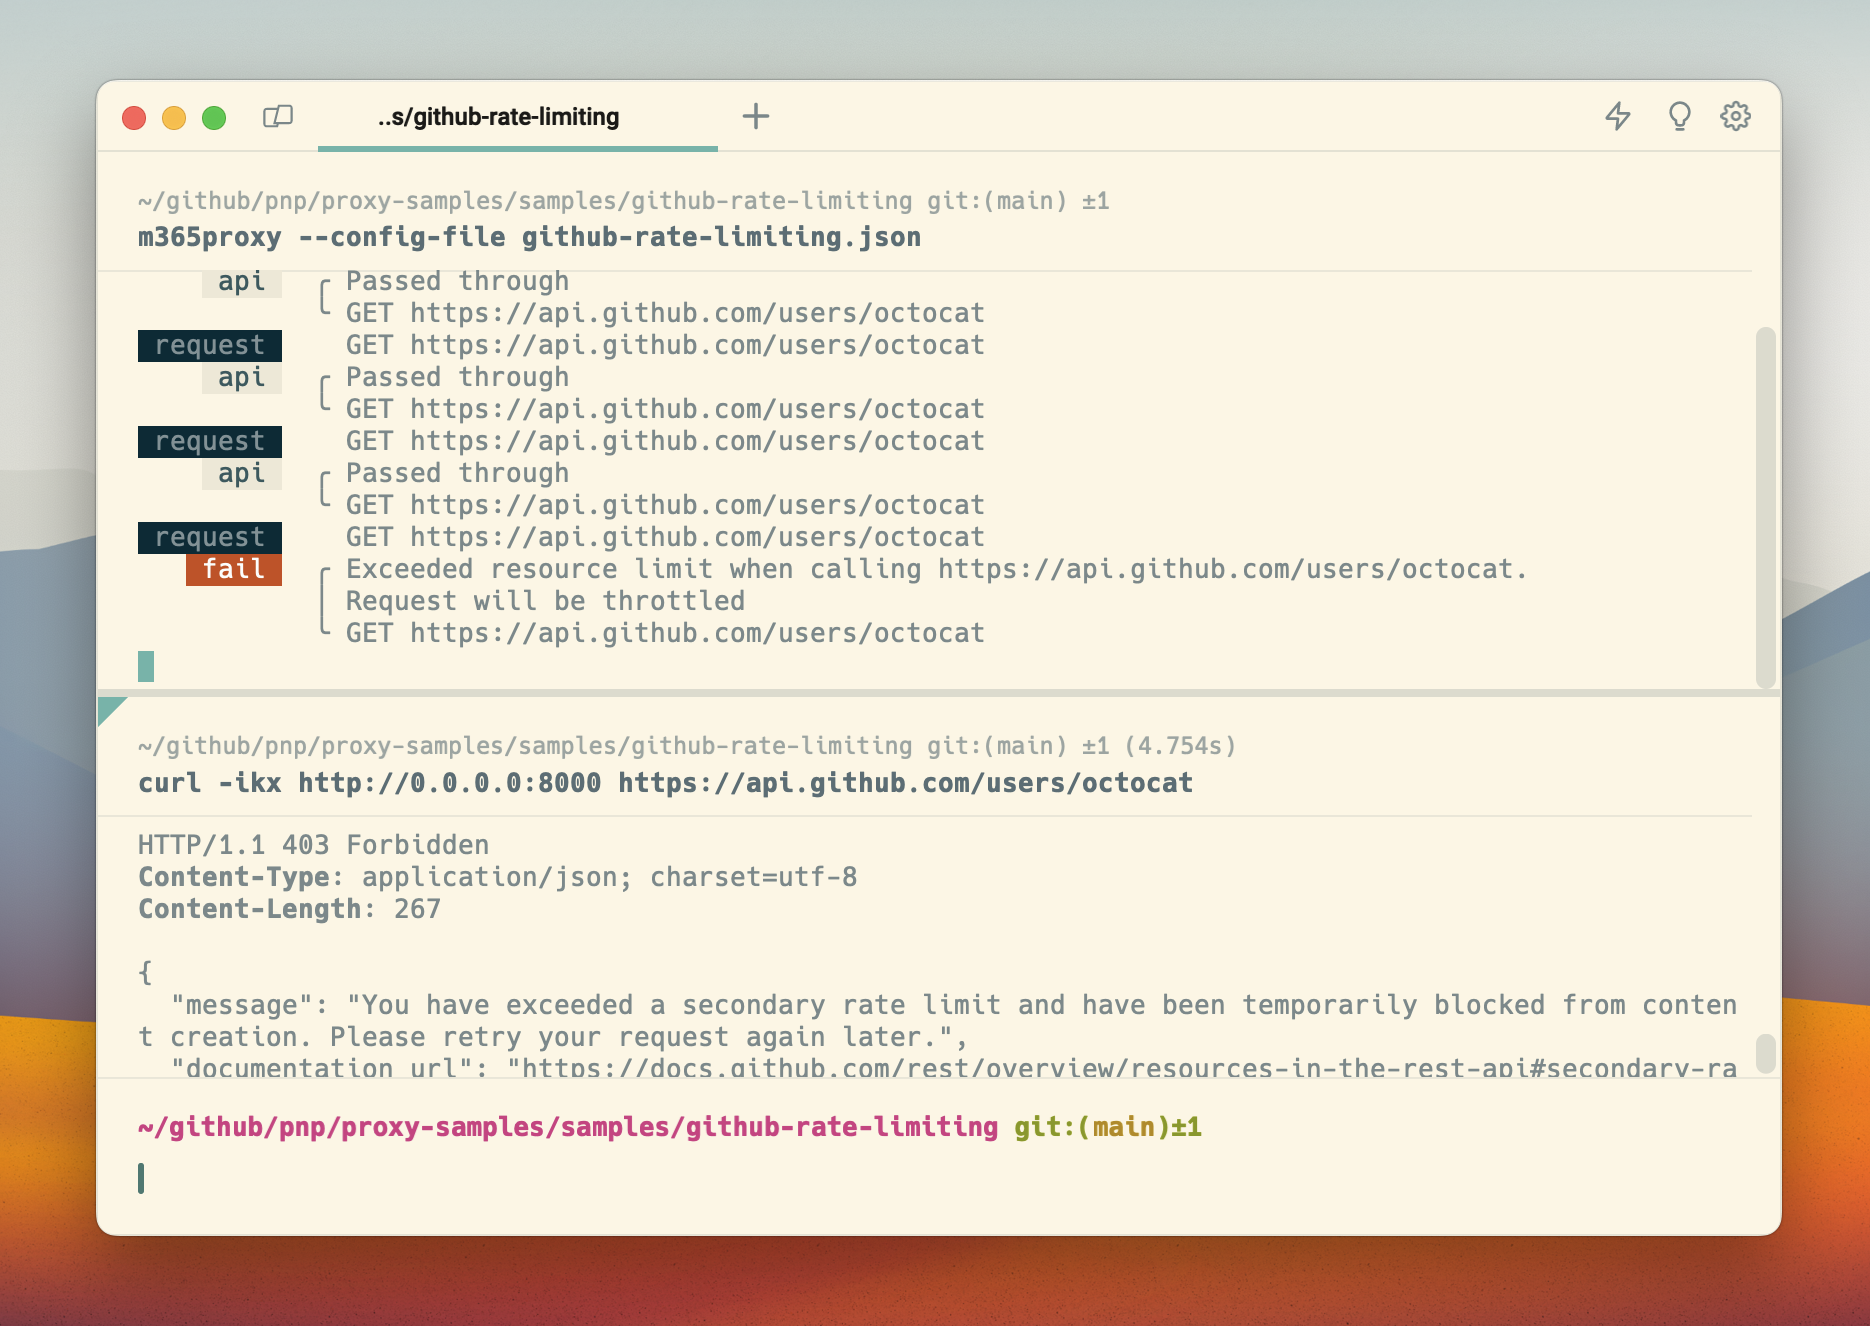 ..s/github-rate-limiting
~/github/pnp/proxy-samples/samples/github-rate-limiting git:(main) ±1
m365proxy --config-file github-rate-limiting.json
api Passed through
GET https://api.github.com/users/octocat
request GET https://api.github.com/users/octocat
api Passed through
GET https://api.github.com/users/octocat
request GET https://api.github.com/users/octocat
api Passed through
GET https://api.github.com/users/octocat
request GET https://api.github.com/users/octocat
fail Exceeded resource limit when calling https://api.github.com/users/octocat.
Request will be throttled
GET https://api.github.com/users/octocat
~/github/pnp/proxy-samples/samples/github-rate-limiting git:(main) ±1 (4.754s)
curl -ikx http://0.0.0.0:8000 https://api.github.com/users/octocat
HTTP/1.1 403 Forbidden
Content-Type: application/json; charset=utf-8
Content-Length: 267
{
"message": "You have exceeded a secondary rate limit and have been temporarily blocked from conten
t creation. Please retry your request again later.",
"documentation_url": "https://docs.github.com/rest/overview/resources-in-the-rest-api#secondary-ra
~/github/pnp/proxy-samples/samples/github-rate-limiting git:(main)±1